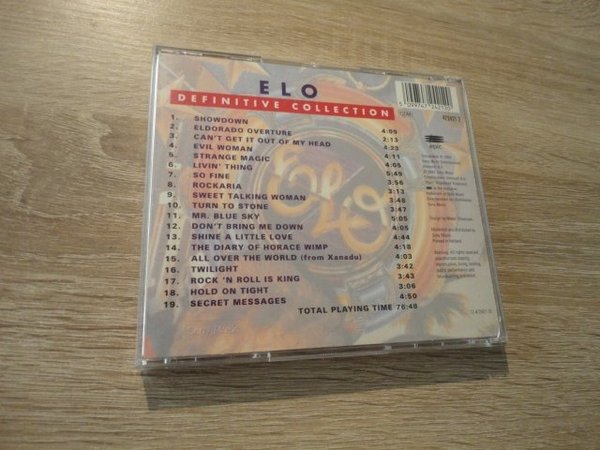 ELO
DEFINITIVE COLLECTION
1. SHOWDOWN 4:09
2. ELDORADO OVERTURE 2:13
3. CAN'T GET IT OUT OF MY HEAD 4:23
4. EVIL WOMAN 4:11
5. STRANGE MAGIC 4:05
6. LIVIN' THING 3:49
7. SO FINE 3:56
8. ROCKARIA 3:13
9. SWEET TALKING WOMAN 3:48
10. TURN TO STONE 3:47
11. MR. BLUE SKY 5:05
12. DON'T BRING ME DOWN 4:05
13. SHINE A LITTLE LOVE 4:44
14. THE DIARY OF HORACE WIMP 4:18
15. ALL OVER THE WORLD (from Xanadu) 4:03
16. TWILIGHT 3:42
17. ROCK 'N ROLL IS KING 3:43
18. HOLD ON TIGHT 3:06
19. SECRET MESSAGES 4:50
TOTAL PLAYING TIME 76:48
epic